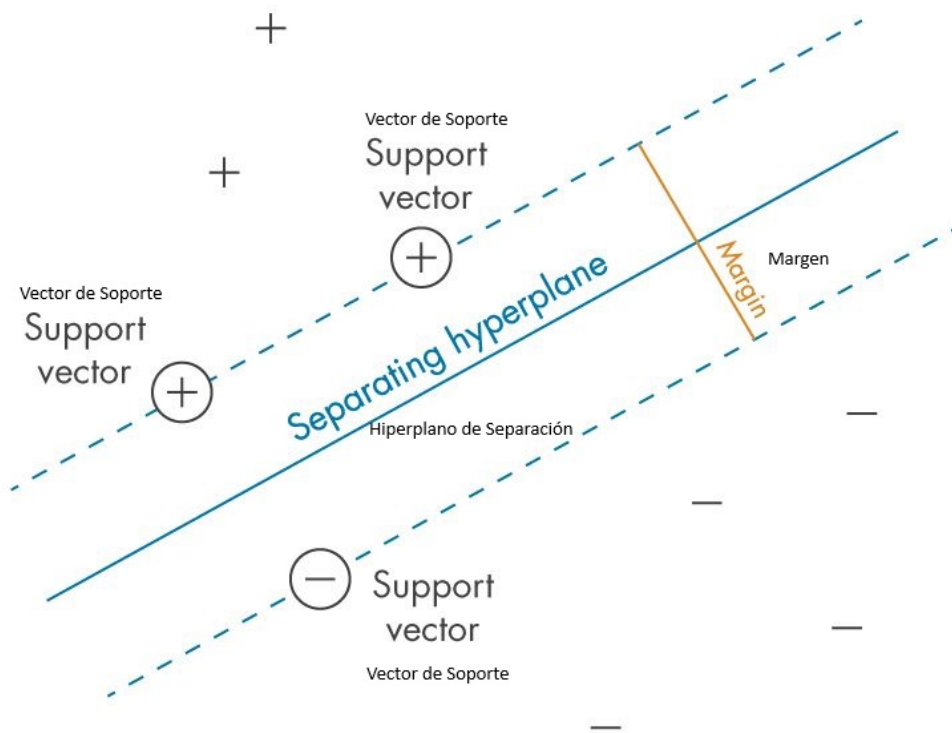 Vector de Soporte
Support
vector
Vector de Soporte
Support
vector
Separating hyperplane
Margin
Margen
Hiperplano de Separación
Support
vector
Vector de Soporte